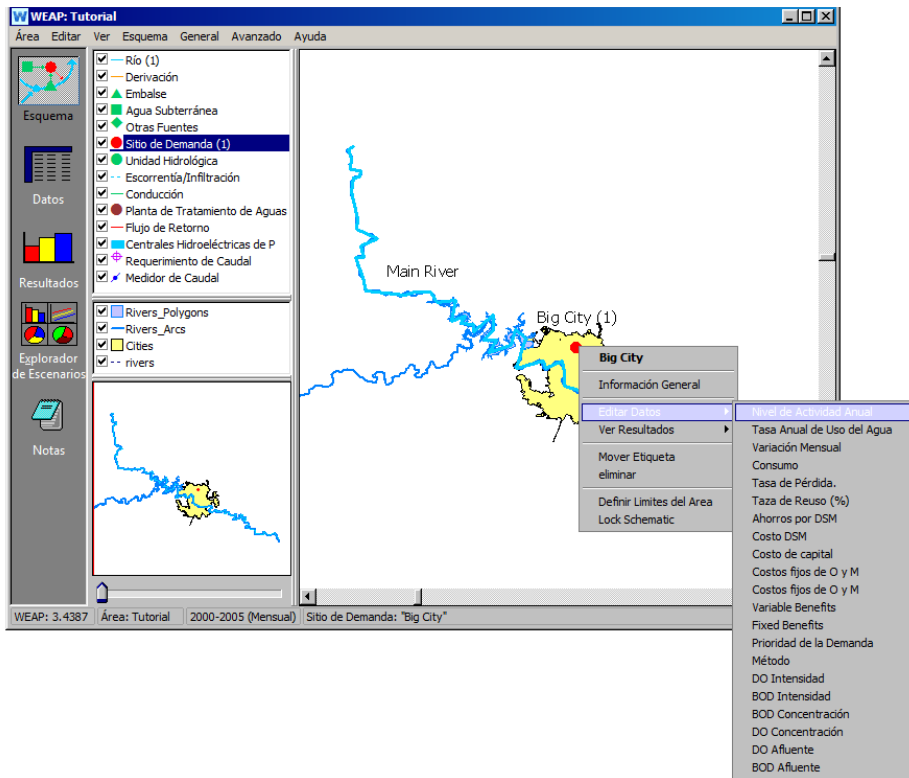 WEAP: Tutorial
Área Editar Ver Esquema General Avanzado Ayuda
Esquema
Datos
Resultados
Explorador
de Escenarios
Notas
Río (1)
Derivación
Embalse
Agua Subterránea
Otras Fuentes
Sitio de Demanda (1)
Unidad Hidrológica
Escorrentía/Infiltración
Conducción
Planta de Tratamiento de Aguas
Flujo de Retorno
Centrales Hidroeléctricas de P
Requerimiento de Caudal
Medidor de Caudal
Rivers_Polygons
Rivers_Arcs
Cities
rivers
Main River
Big City (1)
Big City
Información General
Editar Datos
Ver Resultados
Mover Etiqueta
eliminar
Definir Limites del Area
Lock Schematic
Nivel de Actividad Anual
Tasa Anual de Uso del Agua
Variación Mensual
Consumo
Tasa de Pérdida.
Taza de Reuso (%)
Ahorros por DSM
Costo DSM
Costo de capital
Costos fijos de O y M
Costos fijos de O y M
Variable Benefits
Fixed Benefits
Prioridad de la Demanda
Método
DO Intensidad
BOD Intensidad
BOD Concentración
DO Concentración
DO Afluente
BOD Afluente
WEAP: 3.4387 Área: Tutorial 2000-2005 (Mensual) Sitio de Demanda: "Big City"